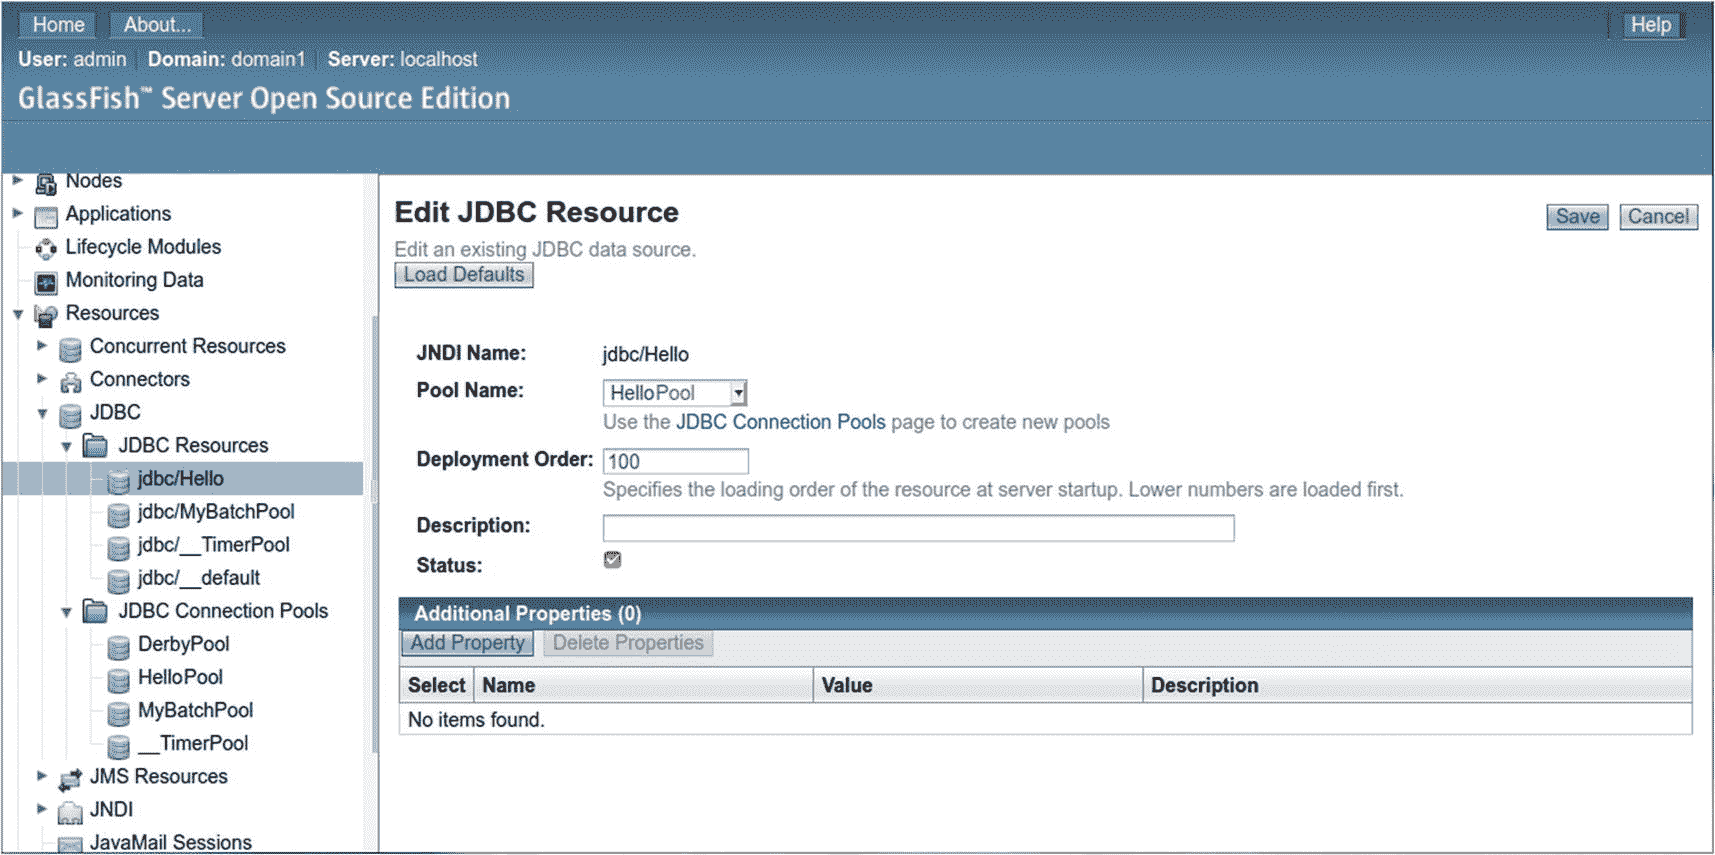 Home About... Help
User: admin Domain: domain1 Server: localhost
GlassFish™ Server Open Source Edition
Nodes
Applications
Lifecycle Modules
Monitoring Data
Resources
Concurrent Resources
Connectors
JDBC
JDBC Resources
jdbc/Hello
jdbc/MyBatchPool
jdbc/__TimerPool
jdbc/__default
JDBC Connection Pools
DerbyPool
HelloPool
MyBatchPool
__TimerPool
JMS Resources
JNDI
JavaMail Sessions
Edit JDBC Resource
Save Cancel
Edit an existing JDBC data source.
Load Defaults
JNDI Name: jdbc/Hello
Pool Name: HelloPool
Use the JDBC Connection Pools page to create new pools
Deployment Order: 100
Specifies the loading order of the resource at server startup. Lower numbers are loaded first.
Description:
Status:
Additional Properties (0)
Add Property Delete Properties
Select Name Value Description
No items found.